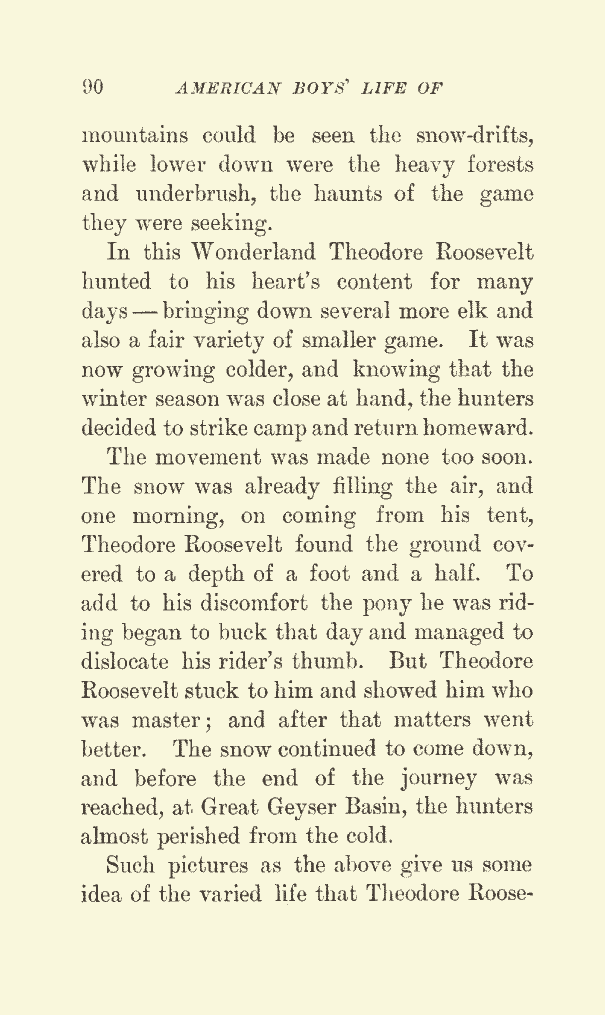 90 AMERICAN BOYS' LIFE OF
mountains could be seen the snow-drifts,
while lower down were the heavy forests
and underbrush, the haunts of the game
they were seeking.
In this Wonderland Theodore Roosevelt
hunted to his heart's content for many
days — bringing down several more elk and
also a fair variety of smaller game. It was
now growing colder, and knowing that the
winter season was close at hand, the hunters
decided to strike camp and return homeward.
The movement was made none too soon.
The snow was already filling the air, and
one morning, on coming from his tent,
Theodore Roosevelt found the ground cov-
ered to a depth of a foot and a half. To
add to his discomfort the pony he was rid-
ing began to buck that day and managed to
dislocate his rider's thumb. But Theodore
Roosevelt stuck to him and showed him who
was master; and after that matters went
better. The snow continued to come down,
and before the end of the journey was
reached, at Great Geyser Basin, the hunters
almost perished from the cold.
Such pictures as the above give us some
idea of the varied life that Theodore Roose-